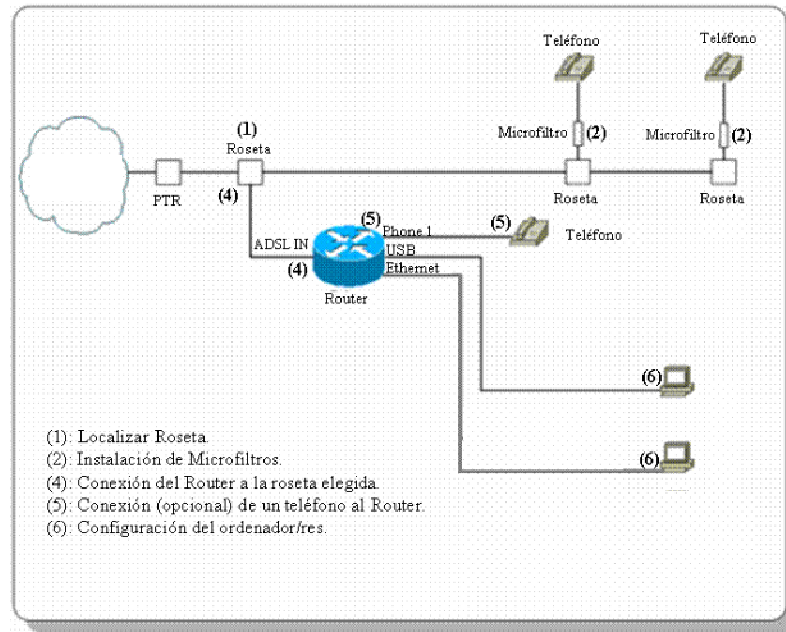 Teléfono
Teléfono
(1)
Roseta
Microfiltro (2)
Microfiltro (2)
(4)
PTR
Roseta
Roseta
(5)
Phone 1
(5)
Teléfono
ADSL IN
USB
(4)
Ethernet
Router
(6)
(6)
(1): Localizar Roseta.
(2): Instalación de Microfiltros.
(4): Conexión del Router a la roseta elegida.
(5): Conexión (opcional) de un teléfono al Router.
(6): Configuración del ordenador/res.